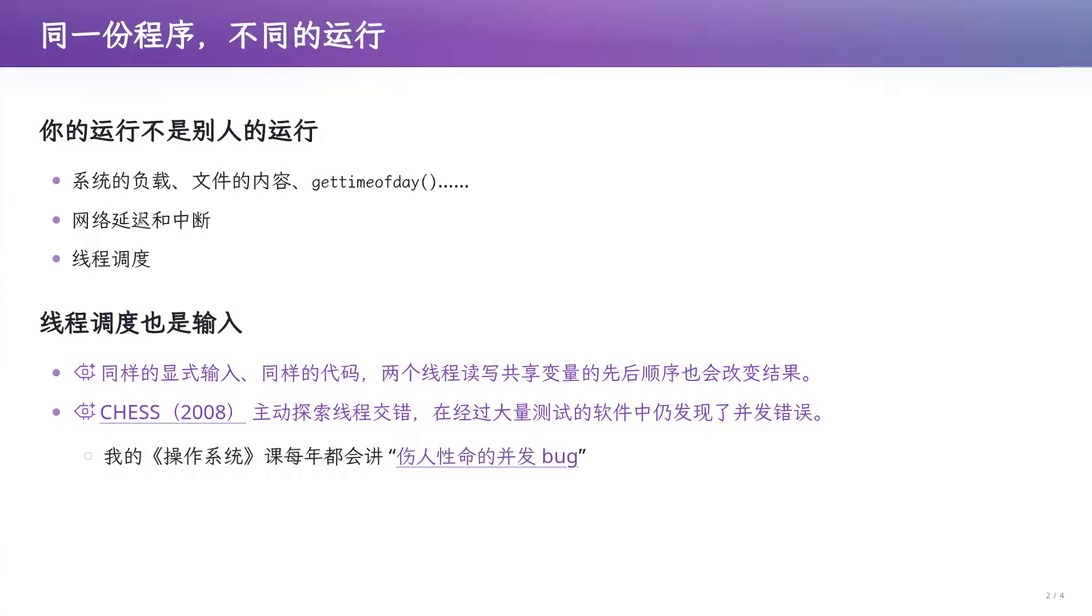 同一份程序，不同的运行
你的运行不是别人的运行
系统的负载、文件的内容、gettimeofday()……
网络延迟和中断
线程调度
线程调度也是输入
同样的显式输入、同样的代码，两个线程读写共享变量的先后顺序也会改变结果。
CHESS（2008） 主动探索线程交错，在经过大量测试的软件中仍发现了并发错误。
我的《操作系统》课每年都会讲 “伤人性命的并发 bug”
2 / 4